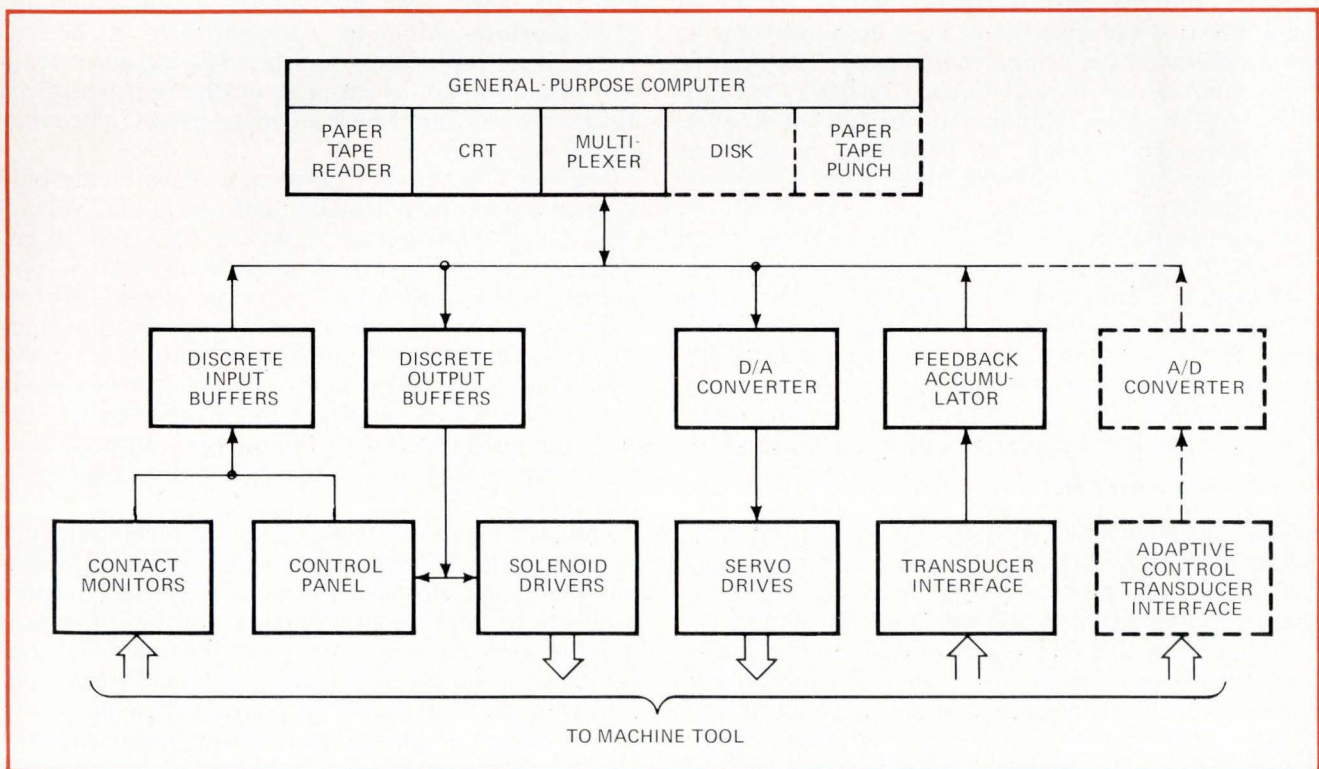 GENERAL-PURPOSE COMPUTER
PAPER
TAPE
READER
CRT
MULTI-
PLEXER
DISK
PAPER
TAPE
PUNCH
DISCRETE
INPUT
BUFFERS
DISCRETE
OUTPUT
BUFFERS
D/A
CONVERTER
FEEDBACK
ACCUMU-
LATOR
A/D
CONVERTER
CONTACT
MONITORS
CONTROL
PANEL
SOLENOID
DRIVERS
SERVO
DRIVES
TRANSDUCER
INTERFACE
ADAPTIVE
CONTROL
TRANSDUCER
INTERFACE
TO MACHINE TOOL